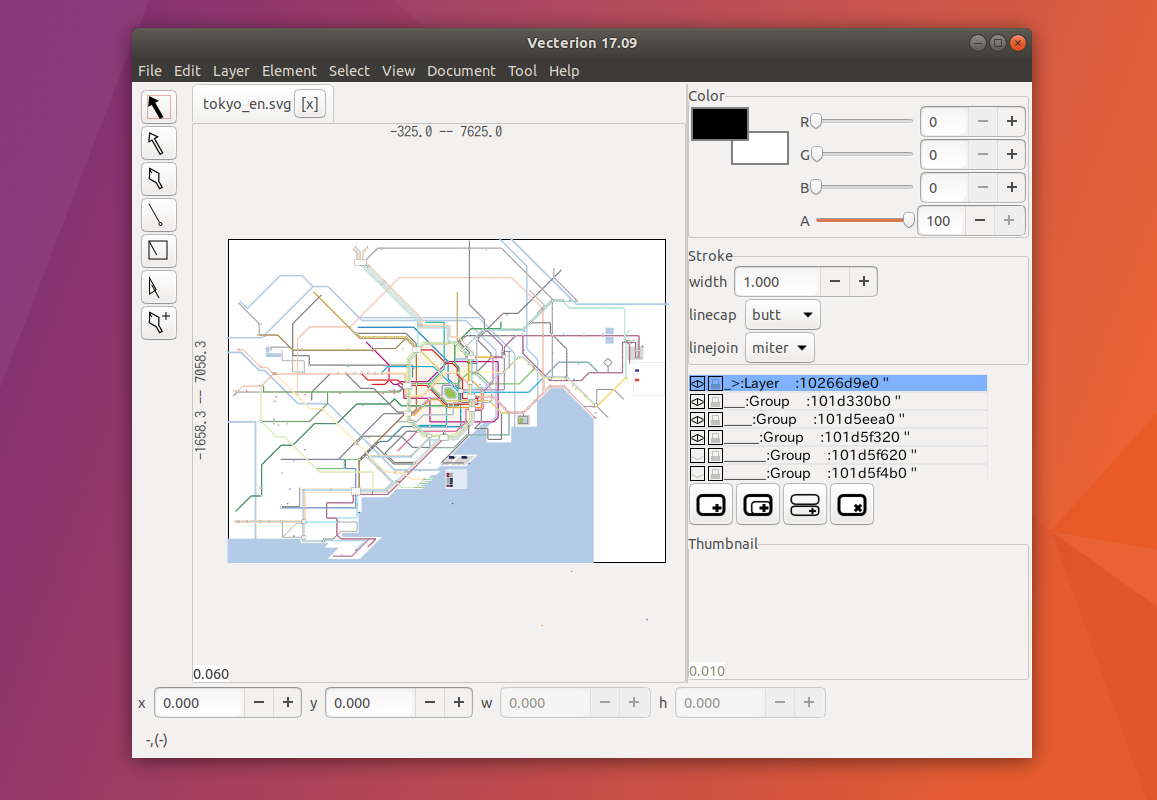 Vecterion 17.09
File Edit Layer Element Select View Document Tool Help
tokyo_en.svg [x]
-325.0 -- 7625.0
-1658.3 -- 7058.3
0.060
Color
R 0 − +
G 0 − +
B 0 − +
A 100 − +
Stroke
width 1.000 − +
linecap butt
linejoin miter
_>:Layer :10266d9e0 "
___:Group :101d330b0 "
____:Group :101d5eea0 "
_____:Group :101d5f320 "
______:Group :101d5f620 "
______:Group :101d5f4b0 "
Thumbnail
0.010
x 0.000 − + y 0.000 − + w 0.000 − + h 0.000 − +
-,(-)